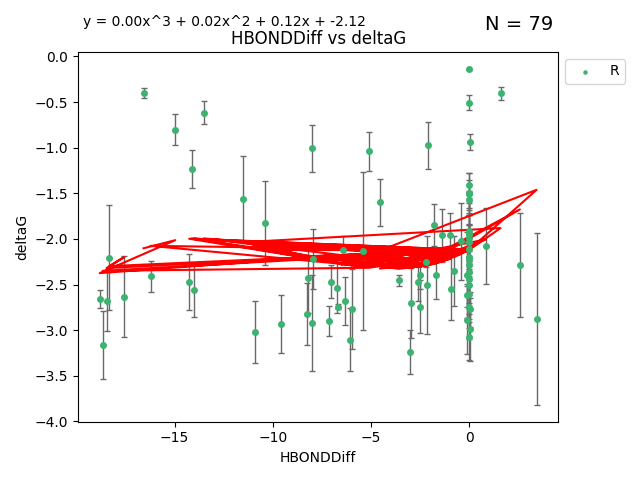 y = 0.00x^3 + 0.02x^2 + 0.12x + -2.12
N = 79
HBONDDiff vs deltaG
R
0.0
−0.5
−1.0
−1.5
−2.0
−2.5
−3.0
−3.5
−4.0
deltaG
−15
−10
−5
0
HBONDDiff